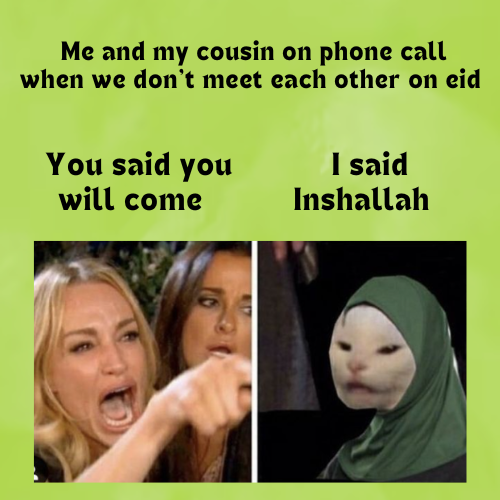 Me and my cousin on phone call
when we don't meet each other on eid
You said you
will come
I said
Inshallah